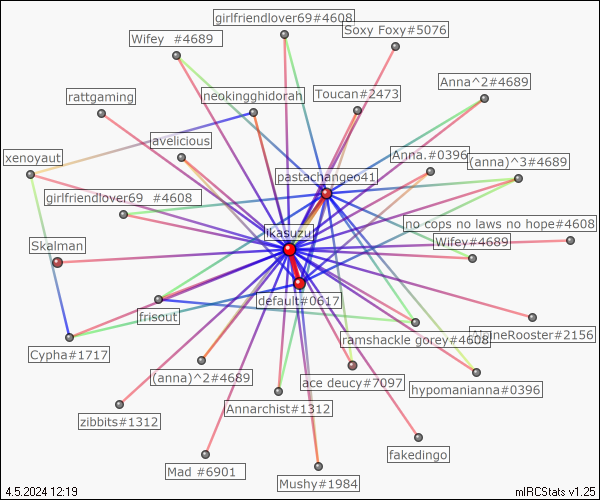 girlfriendlover69#4608
Soxy Foxy#5076
Wifey  #4689
Anna^2#4689
rattgaming
neokingghidorah
Toucan#2473
avelicious
xenoyaut
Anna.#0396
(anna)^3#4689
pastachangeo41
girlfriendlover69  #4608
no cops no laws no hope#4608
ikasuzu
Skalman
Wifey#4689
default#0617
frisout
ramshackle gorey#4608
Rooster#2156
Cypha#1717
(anna)^2#4689
ace deucy#7097
hypomanianna#0396
Annarchist#1312
zibbits#1312
fakedingo
Mad #6901
Mushy#1984
4.5.2024 12:19
mIRCStats v1.25